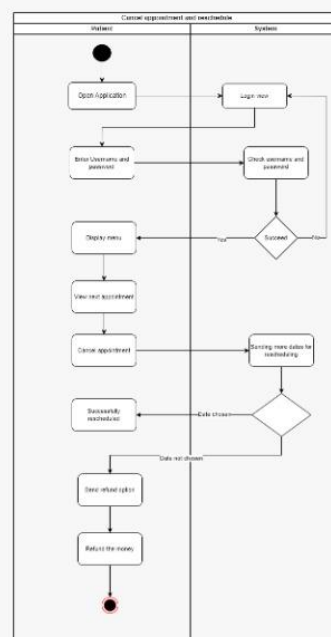 Cancel appointment and reschedule
Patient
System
Open Application
Login view
Enter Username and
password
Check username and
password
Display menu
Yes
Succeed
No
View next appointment
Cancel appointment
Sending more dates for
rescheduling
Successfully
rescheduled
Date chosen
Date not chosen
Send refund option
Refund the money